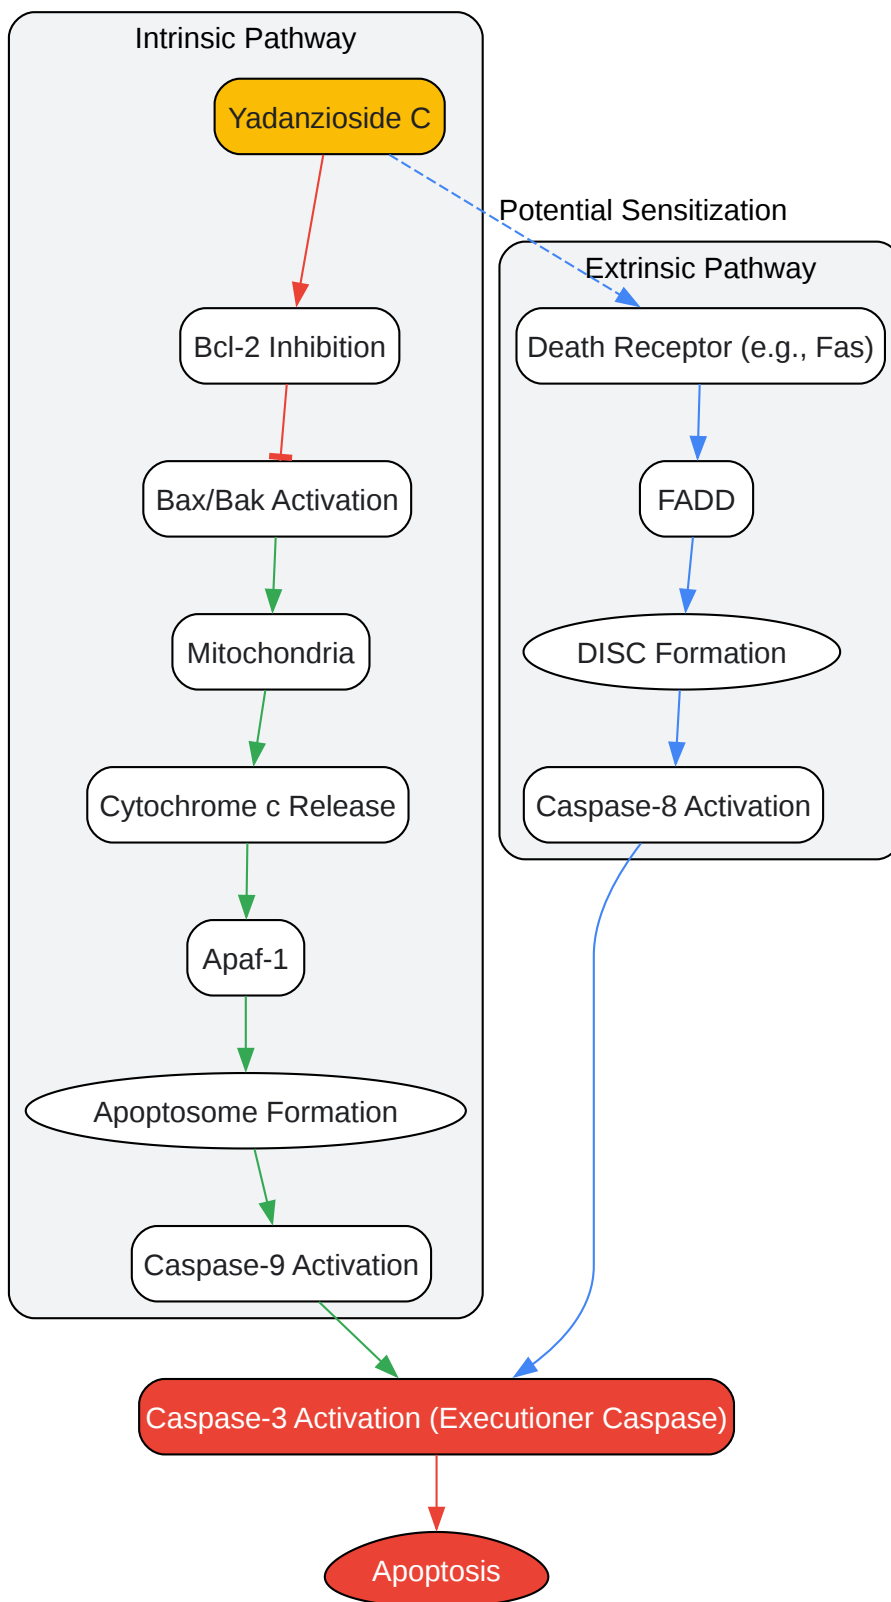 Intrinsic Pathway
Yadanzioside C
Potential Sensitization
Extrinsic Pathway
Bcl-2 Inhibition
Death Receptor (e.g., Fas)
Bax/Bak Activation
FADD
Mitochondria
DISC Formation
Cytochrome c Release
Caspase-8 Activation
Apaf-1
Apoptosome Formation
Caspase-9 Activation
Caspase-3 Activation (Executioner Caspase)
Apoptosis